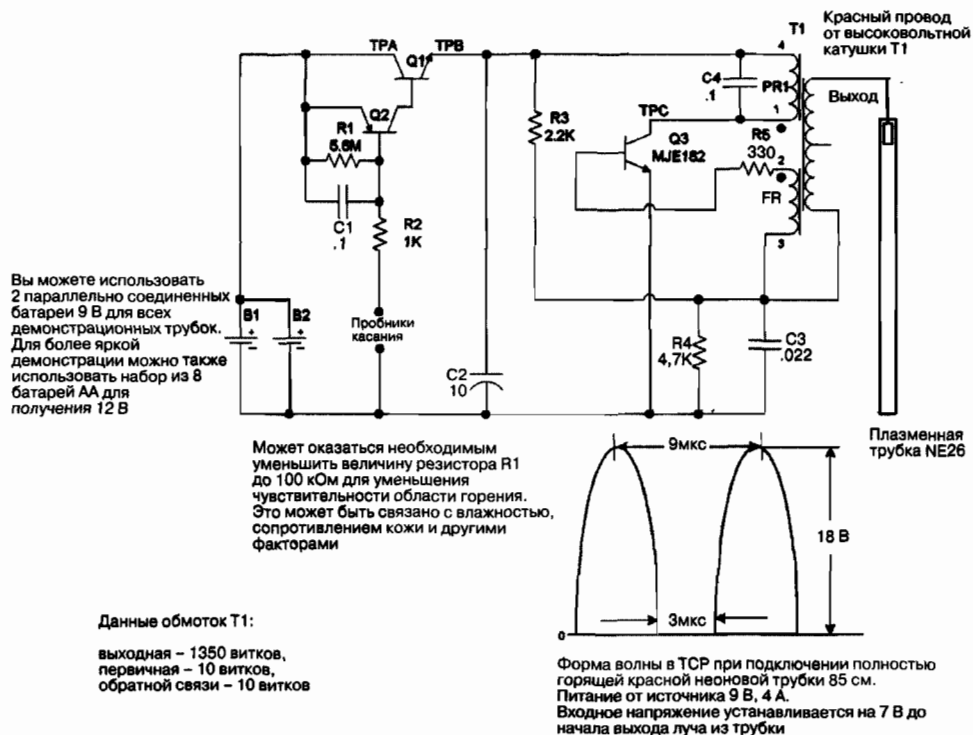 Красный провод
от высоковольтной
катушки T1
T1
TPA
TPB
Q1
4
C4
.1
PR1
Выход
Q2
TPC
1
R1
5.6M
R3
2.2K
Q3
MJE182
R5
330
2
FR
C1
.1
R2
1K
3
Вы можете использовать
2 параллельно соединенных
батареи 9 В для всех
демонстрационных трубок.
Для более яркой
демонстрации можно также
использовать набор из 8
батарей АА для
получения 12 В
B1
B2
+
+
Пробники
касания
R4
4,7K
C3
.022
C2
10
Плазменная
трубка NE26
Может оказаться необходимым
уменьшить величину резистора R1
до 100 кОм для уменьшения
чувствительности области горения.
Это может быть связано с влажностью,
сопротивлением кожи и другими
факторами
9мкс
18 В
3мкс
0
Данные обмоток T1:
выходная – 1350 витков,
первичная – 10 витков,
обратной связи – 10 витков
Форма волны в TCP при подключении полностью
горящей красной неоновой трубки 85 см.
Питание от источника 9 В, 4 А.
Входное напряжение устанавливается на 7 В до
начала выхода луча из трубки